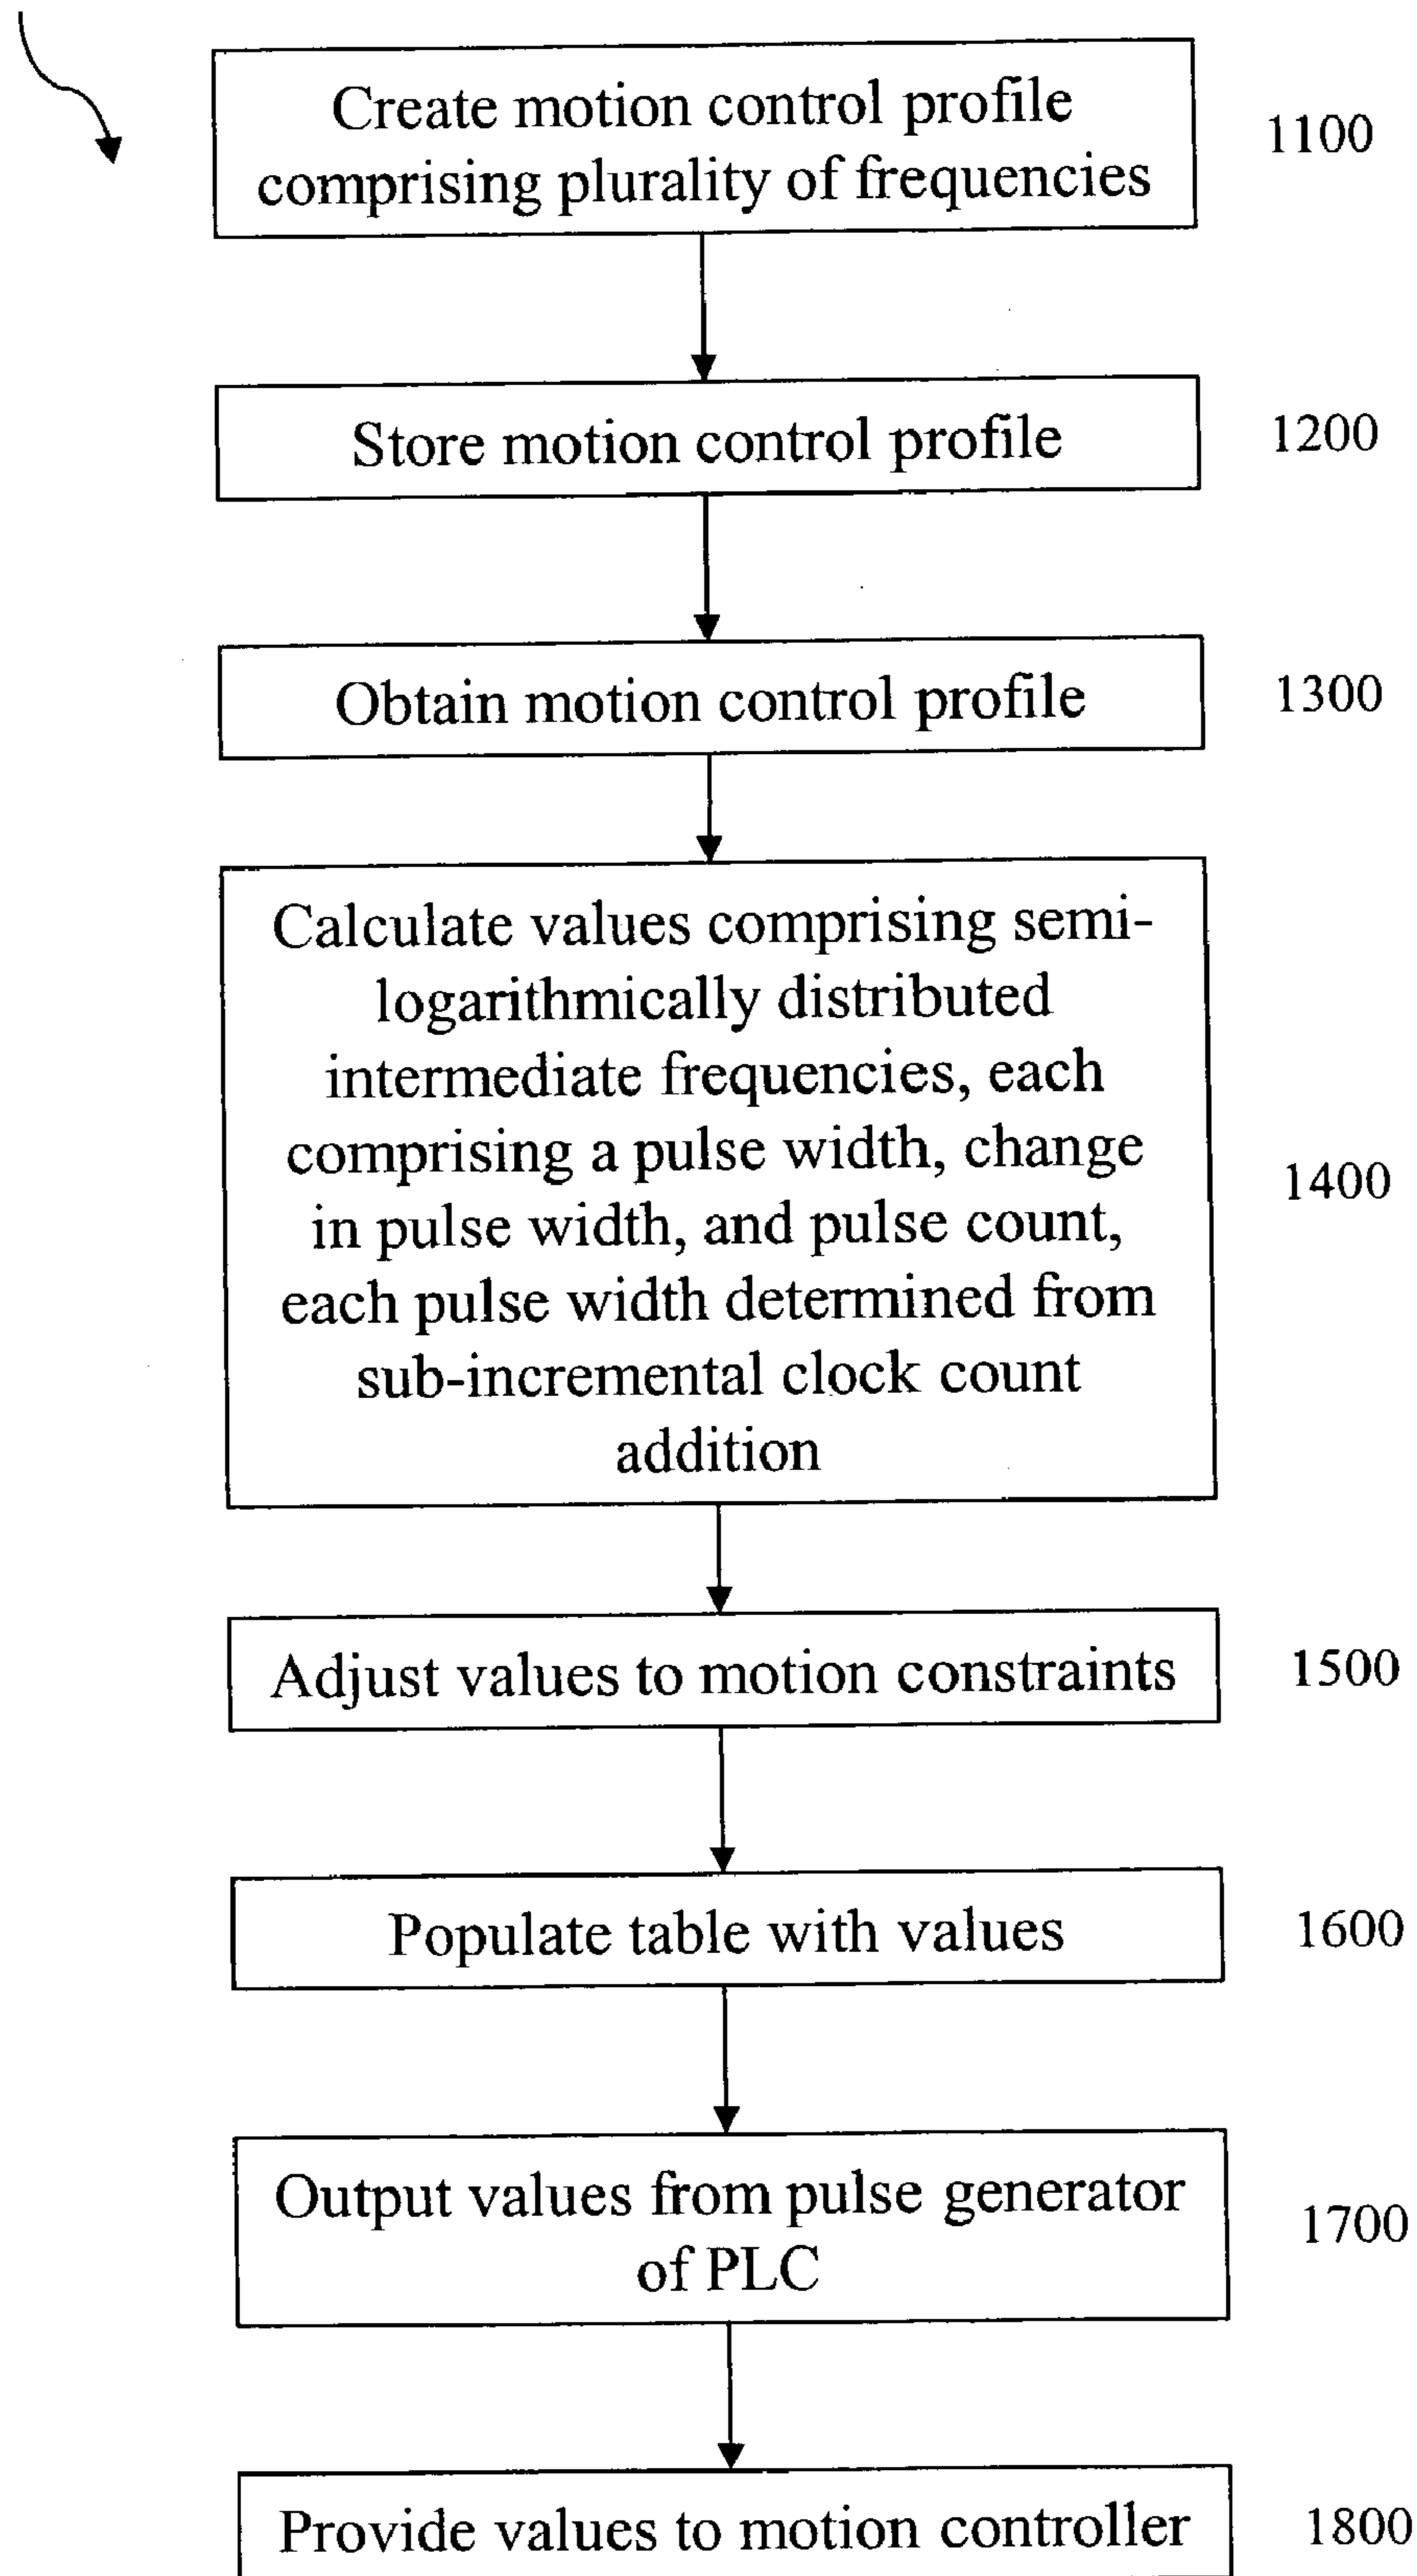 Create motion control profile
comprising plurality of frequencies
1100
Store motion control profile
1200
Obtain motion control profile
1300
Calculate values comprising semi-
logarithmically distributed
intermediate frequencies, each
comprising a pulse width, change
in pulse width, and pulse count,
each pulse width determined from
sub-incremental clock count
addition
1400
Adjust values to motion constraints
1500
Populate table with values
1600
Output values from pulse generator
of PLC
1700
Provide values to motion controller
1800